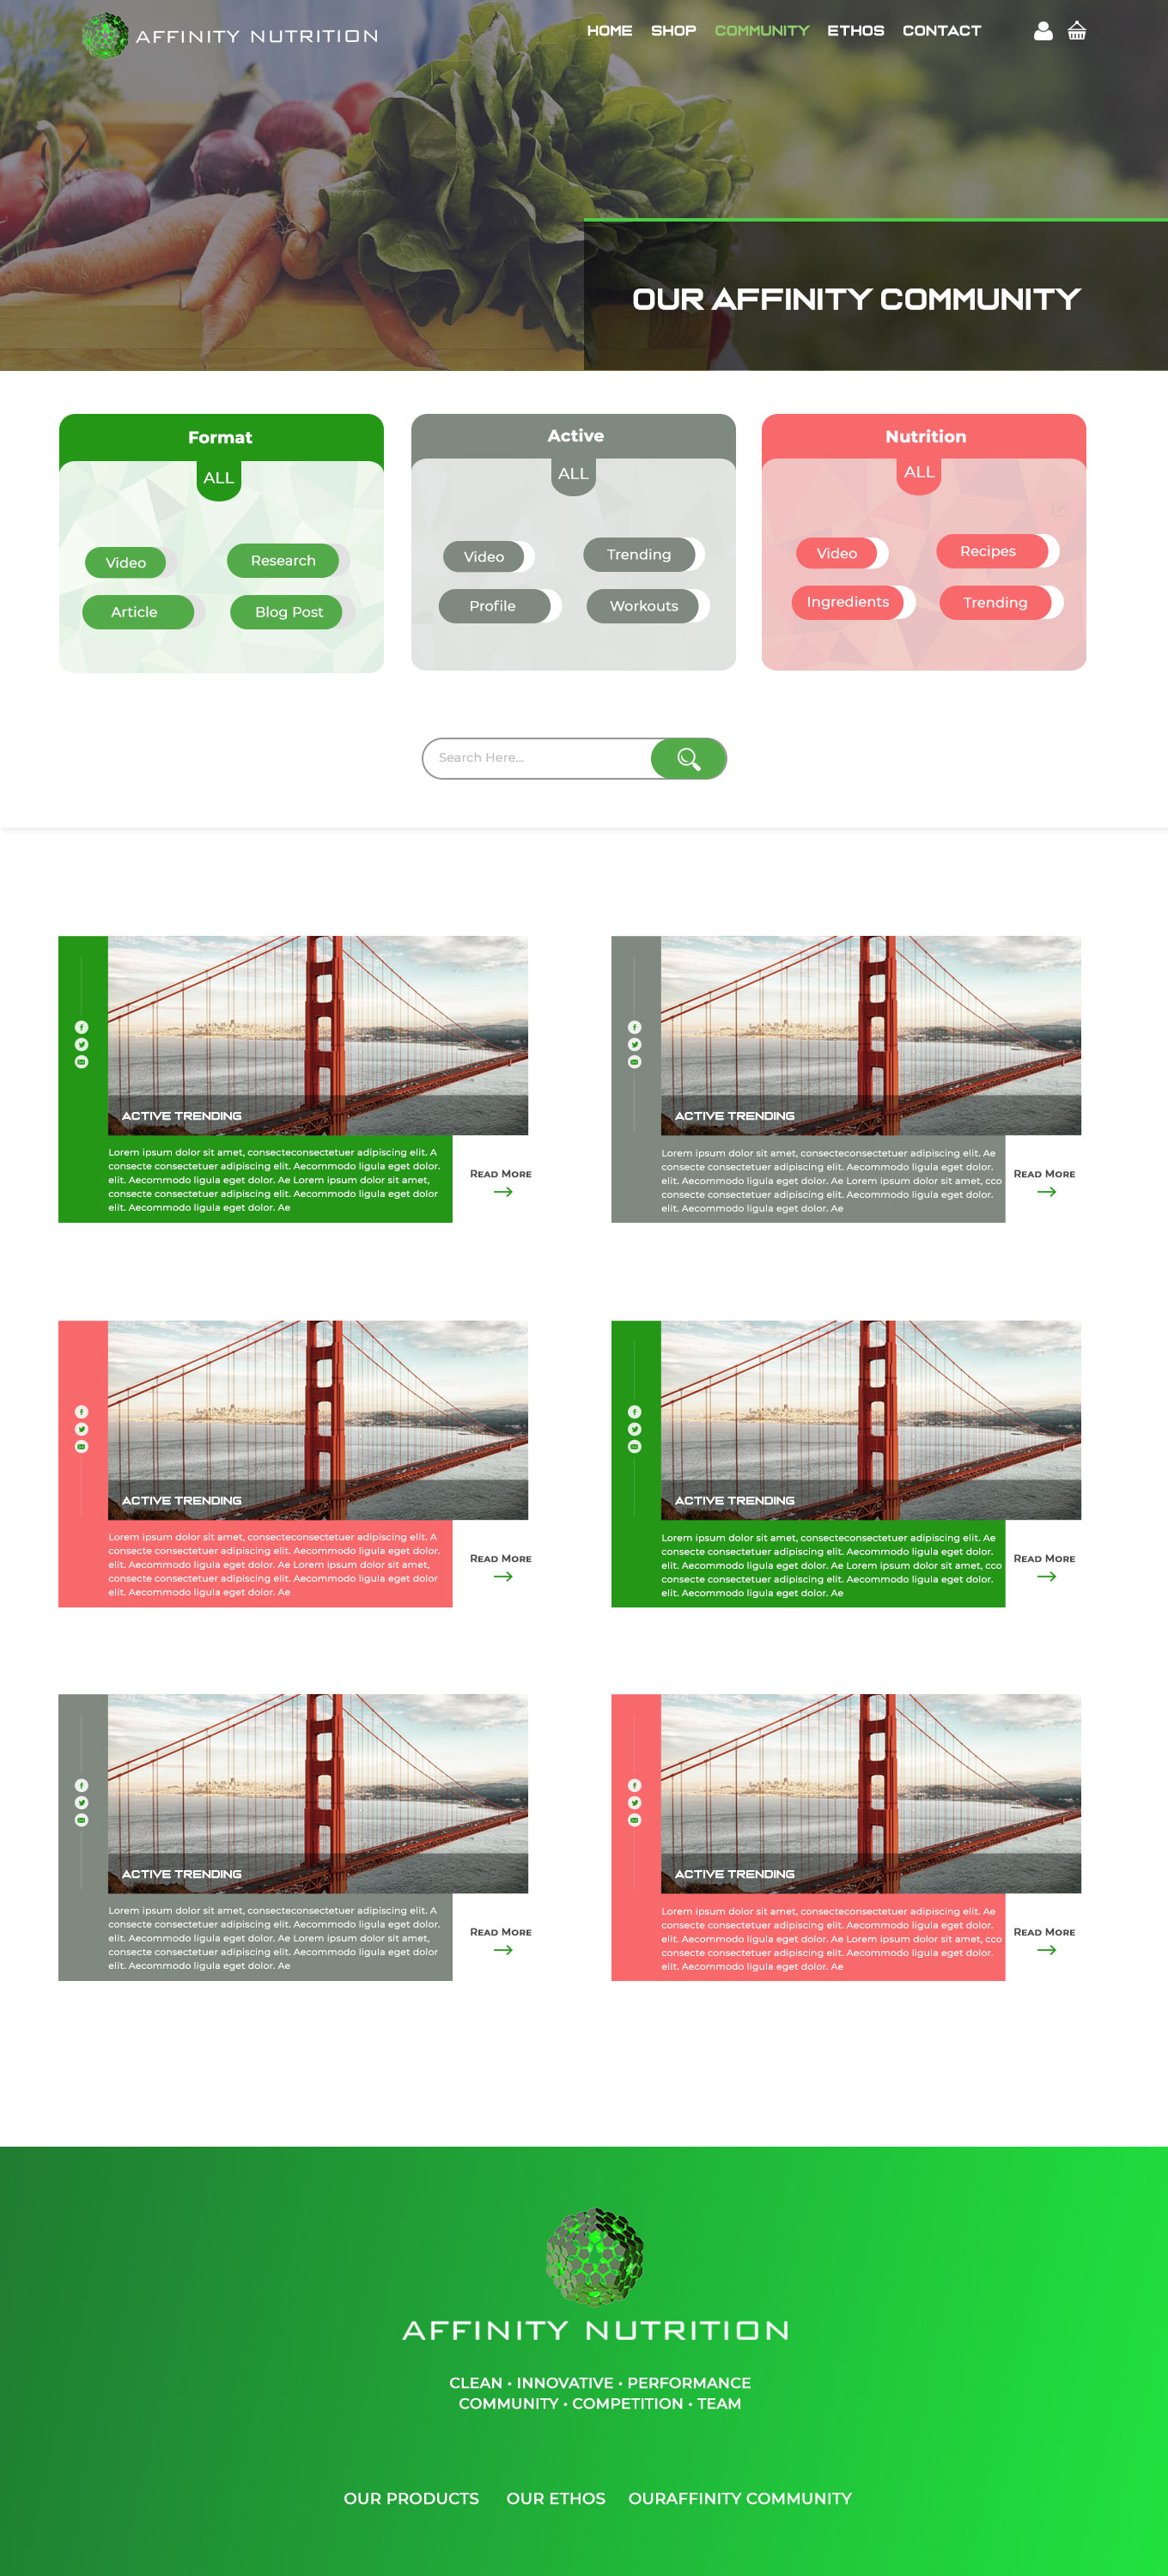 AFFINITY NUTRITION
HOME SHOP COMMUNITY ETHOS CONTACT
OUR AFFINITY COMMUNITY
Format
ALL
Video
Research
Article
Blog Post
Active
ALL
Video
Trending
Profile
Workouts
Nutrition
ALL
Video
Recipes
Ingredients
Trending
Search Here...
ACTIVE TRENDING
Lorem ipsum dolor sit amet, consecteconsectetuer adipiscing elit. A
consecte consectetuer adipiscing elit. Aecommodo ligula eget dolor.
elit. Aecommodo ligula eget dolor. Ae Lorem ipsum dolor sit amet,
consecte consectetuer adipiscing elit. Aecommodo ligula eget dolor
elit. Aecommodo ligula eget dolor. Ae
READ MORE
ACTIVE TRENDING
Lorem ipsum dolor sit amet, consecteconsectetuer adipiscing elit. Ae
consecte consectetuer adipiscing elit. Aecommodo ligula eget dolor.
elit. Aecommodo ligula eget dolor. Ae Lorem ipsum dolor sit amet, cco
consecte consectetuer adipiscing elit. Aecommodo ligula eget dolor.
elit. Aecommodo ligula eget dolor. Ae
READ MORE
ACTIVE TRENDING
Lorem ipsum dolor sit amet, consecteconsectetuer adipiscing elit. A
consecte consectetuer adipiscing elit. Aecommodo ligula eget dolor.
elit. Aecommodo ligula eget dolor. Ae Lorem ipsum dolor sit amet,
consecte consectetuer adipiscing elit. Aecommodo ligula eget dolor
elit. Aecommodo ligula eget dolor. Ae
READ MORE
ACTIVE TRENDING
Lorem ipsum dolor sit amet, consecteconsectetuer adipiscing elit. Ae
consecte consectetuer adipiscing elit. Aecommodo ligula eget dolor.
elit. Aecommodo ligula eget dolor. Ae Lorem ipsum dolor sit amet, cco
consecte consectetuer adipiscing elit. Aecommodo ligula eget dolor.
elit. Aecommodo ligula eget dolor. Ae
READ MORE
ACTIVE TRENDING
Lorem ipsum dolor sit amet, consecteconsectetuer adipiscing elit. A
consecte consectetuer adipiscing elit. Aecommodo ligula eget dolor.
elit. Aecommodo ligula eget dolor. Ae Lorem ipsum dolor sit amet,
consecte consectetuer adipiscing elit. Aecommodo ligula eget dolor
elit. Aecommodo ligula eget dolor. Ae
READ MORE
ACTIVE TRENDING
Lorem ipsum dolor sit amet, consecteconsectetuer adipiscing elit. Ae
consecte consectetuer adipiscing elit. Aecommodo ligula eget dolor.
elit. Aecommodo ligula eget dolor. Ae Lorem ipsum dolor sit amet, cco
consecte consectetuer adipiscing elit. Aecommodo ligula eget dolor.
elit. Aecommodo ligula eget dolor. Ae
READ MORE
AFFINITY NUTRITION
CLEAN • INNOVATIVE • PERFORMANCE
COMMUNITY • COMPETITION • TEAM
OUR PRODUCTS OUR ETHOS OURAFFINITY COMMUNITY